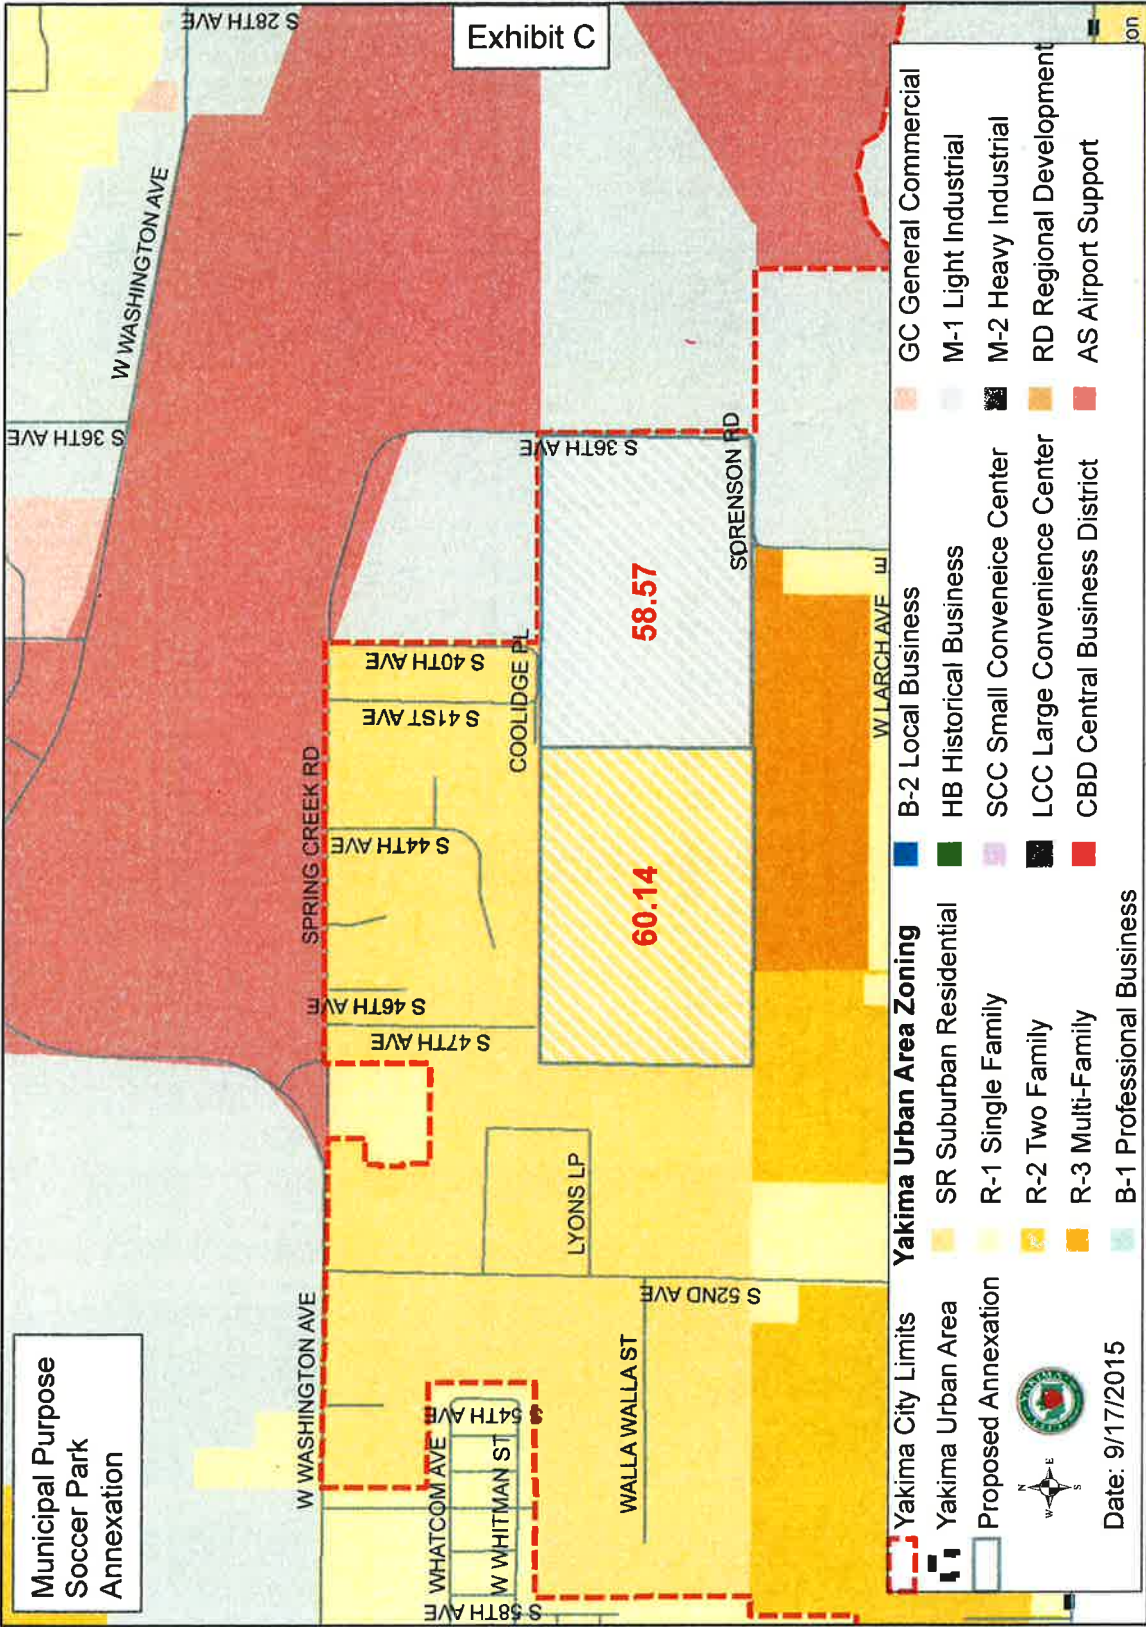 Municipal Purpose
Soccer Park
Annexation
Exhibit C
S 28TH AVE
W WASHINGTON AVE
S 36TH AVE
S 36TH AVE
SORENSON RD
58.57
60.14
S 40TH AVE
S 41ST AVE
COOLIDGE PL
S 44TH AVE
SPRING CREEK RD
S 46TH AVE
S 47TH AVE
W LARCH AVE
LYONS LP
S 52ND AVE
W WASHINGTON AVE
WALLA WALLA ST
S 54TH AVE
WHATCOM AVE
W WHITMAN ST
S 58TH AVE
Yakima City Limits
Yakima Urban Area
Proposed Annexation
N
W
E
S
Date: 9/17/2015
Yakima Urban Area Zoning
SR Suburban Residential
R-1 Single Family
R-2 Two Family
R-3 Multi-Family
B-1 Professional Business
B-2 Local Business
HB Historical Business
SCC Small Conveneice Center
LCC Large Convenience Center
CBD Central Business District
GC General Commercial
M-1 Light Industrial
M-2 Heavy Industrial
RD Regional Development
AS Airport Support